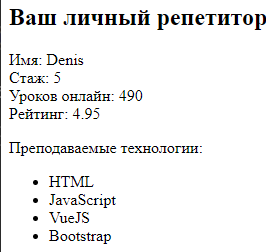 Ваш личный репетитор
Имя: Denis
Стаж: 5
Уроков онлайн: 490
Рейтинг: 4.95
Преподаваемые технологии:
HTML
JavaScript
VueJS
Bootstrap